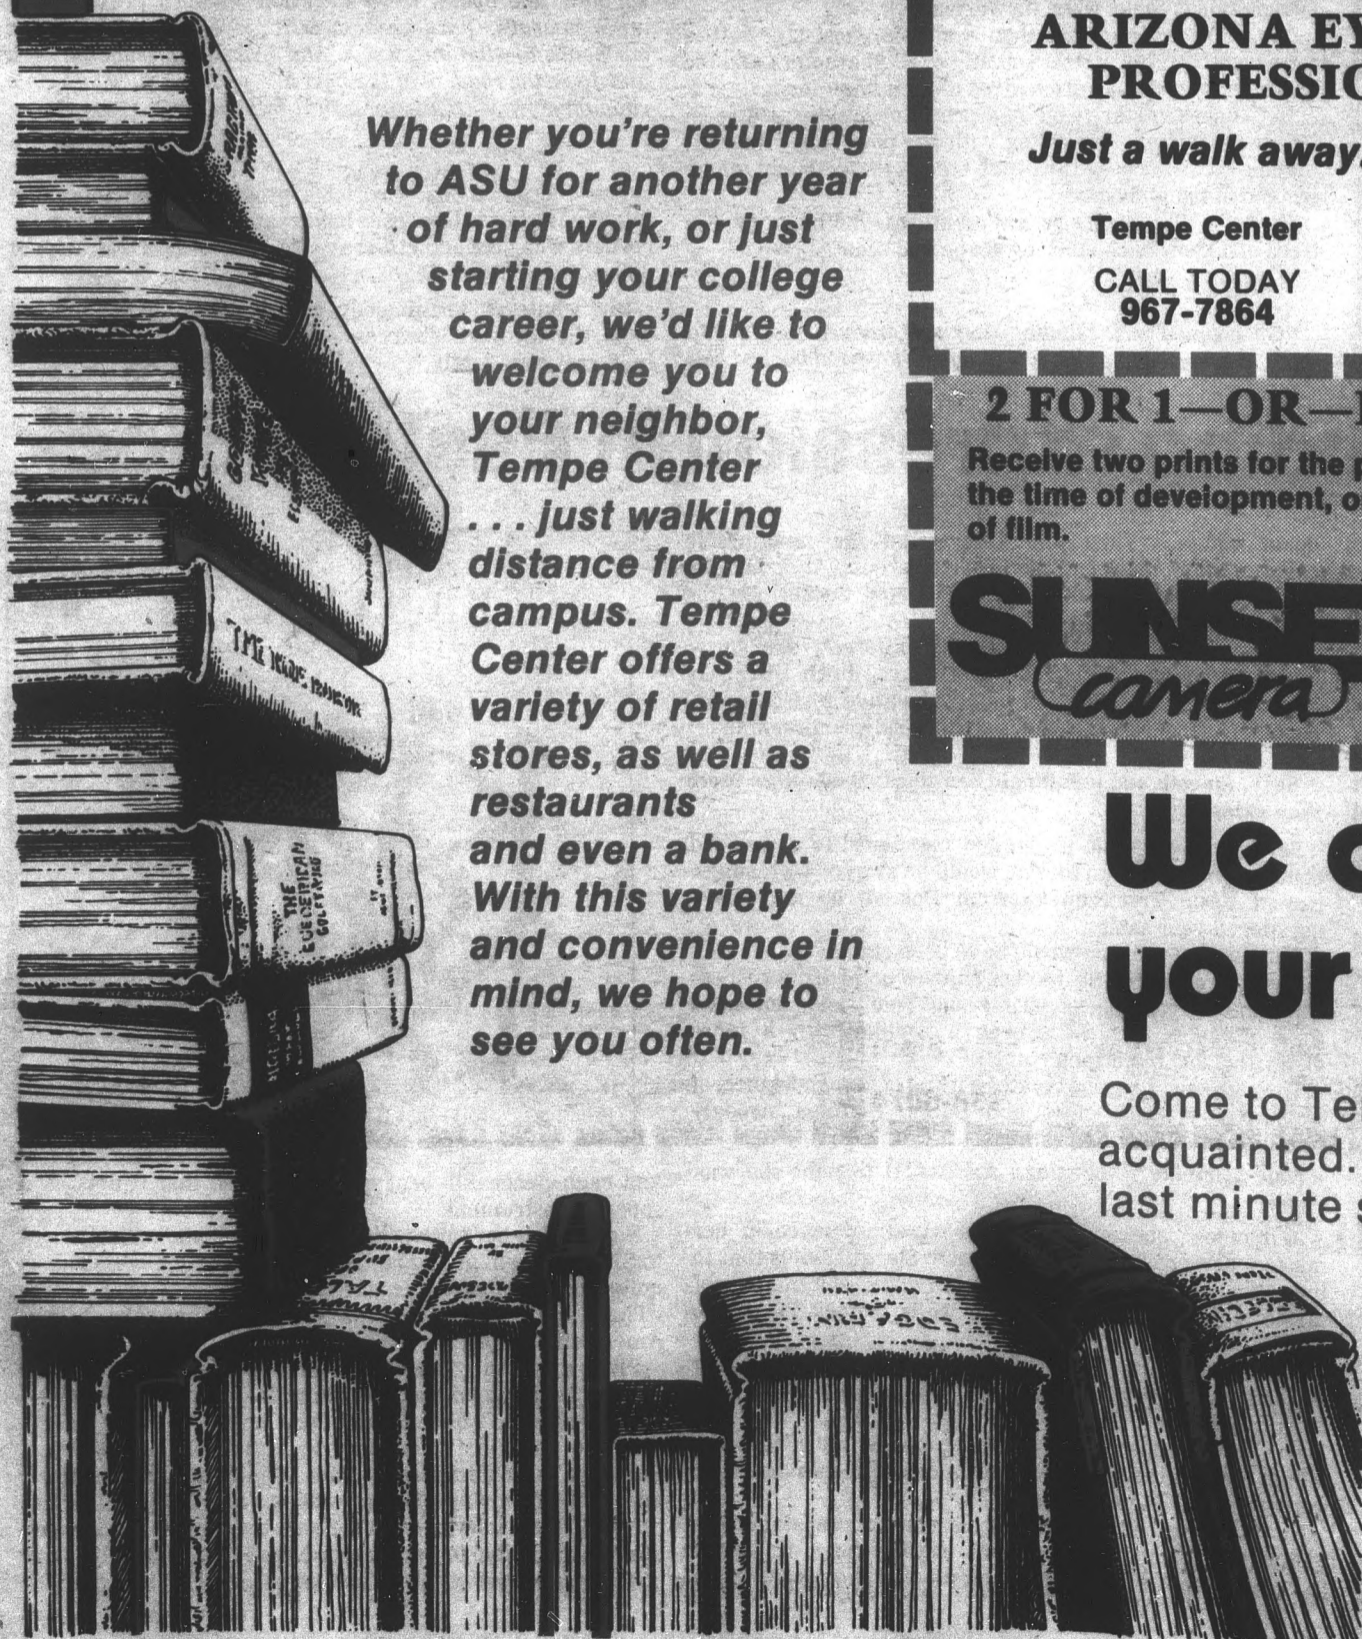 Whether you're returning
to ASU for another year
of hard work, or just
starting your college
career, we'd like to
welcome you to
your neighbor,
Tempe Center
. . . just walking
distance from
campus. Tempe
Center offers a
variety of retail
stores, as well as
restaurants
and even a bank.
With this variety
and convenience in
mind, we hope to
see you often.
ARIZONA EY
PROFESSIO
Just a walk away
Tempe Center
CALL TODAY
967-7864
2 FOR 1—OR—
Receive two prints for the p
the time of development, o
of film.
SUNSE
camera
We
your
Come to Te
acquainted.
last minute s
THE